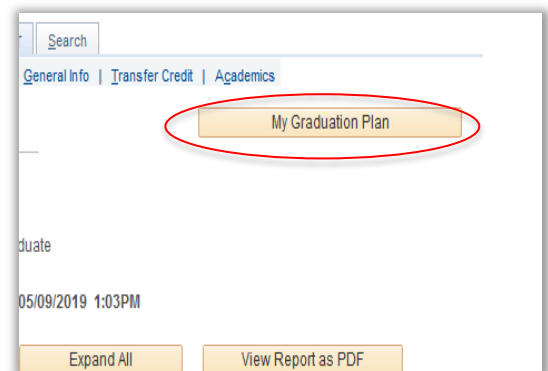 Search
General Info | Transfer Credit | Academics
My Graduation Plan
duate
05/09/2019 1:03PM
Expand All View Report as PDF